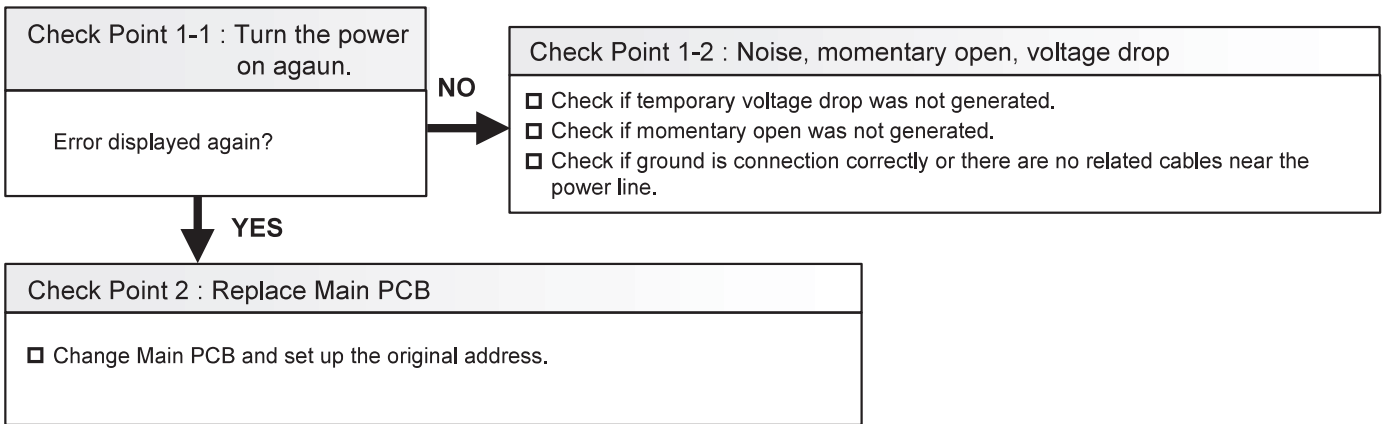 Check Point 1-1 : Turn the power
on agaun.
Error displayed again?
NO
Check Point 1-2 : Noise, momentary open, voltage drop
Check if temporary voltage drop was not generated.
Check if momentary open was not generated.
Check if ground is connection correctly or there are no related cables near the
power line.
YES
Check Point 2 : Replace Main PCB
Change Main PCB and set up the original address.